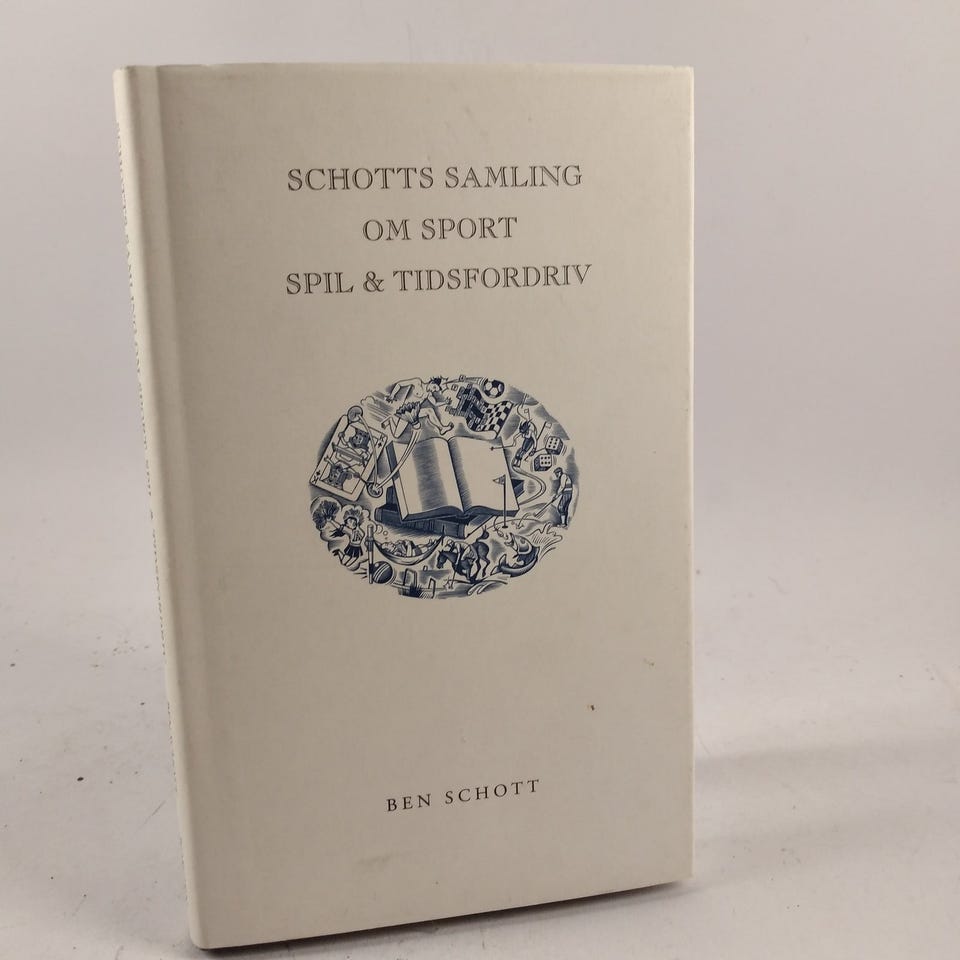 SCHOTTS SAMLING
OM SPORT
SPIL & TIDSFORDRIV
BEN SCHOTT